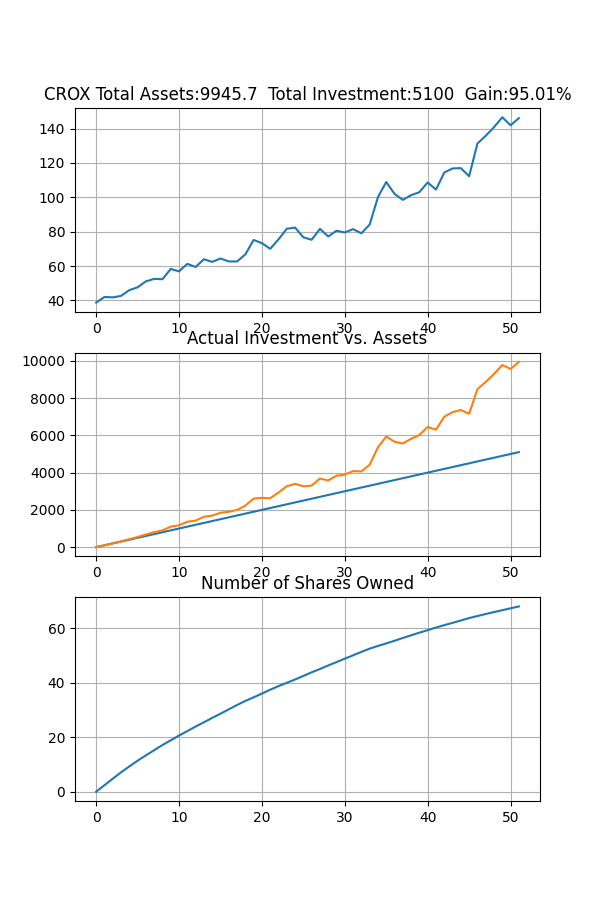 CROX Total Assets:9945.7  Total Investment:5100  Gain:95.01%
140
120
100
80
60
40
0 10 20 30 40 50
Actual Investment vs. Assets
10000
8000
6000
4000
2000
0
0 10 20 30 40 50
Number of Shares Owned
60
40
20
0
0 10 20 30 40 50